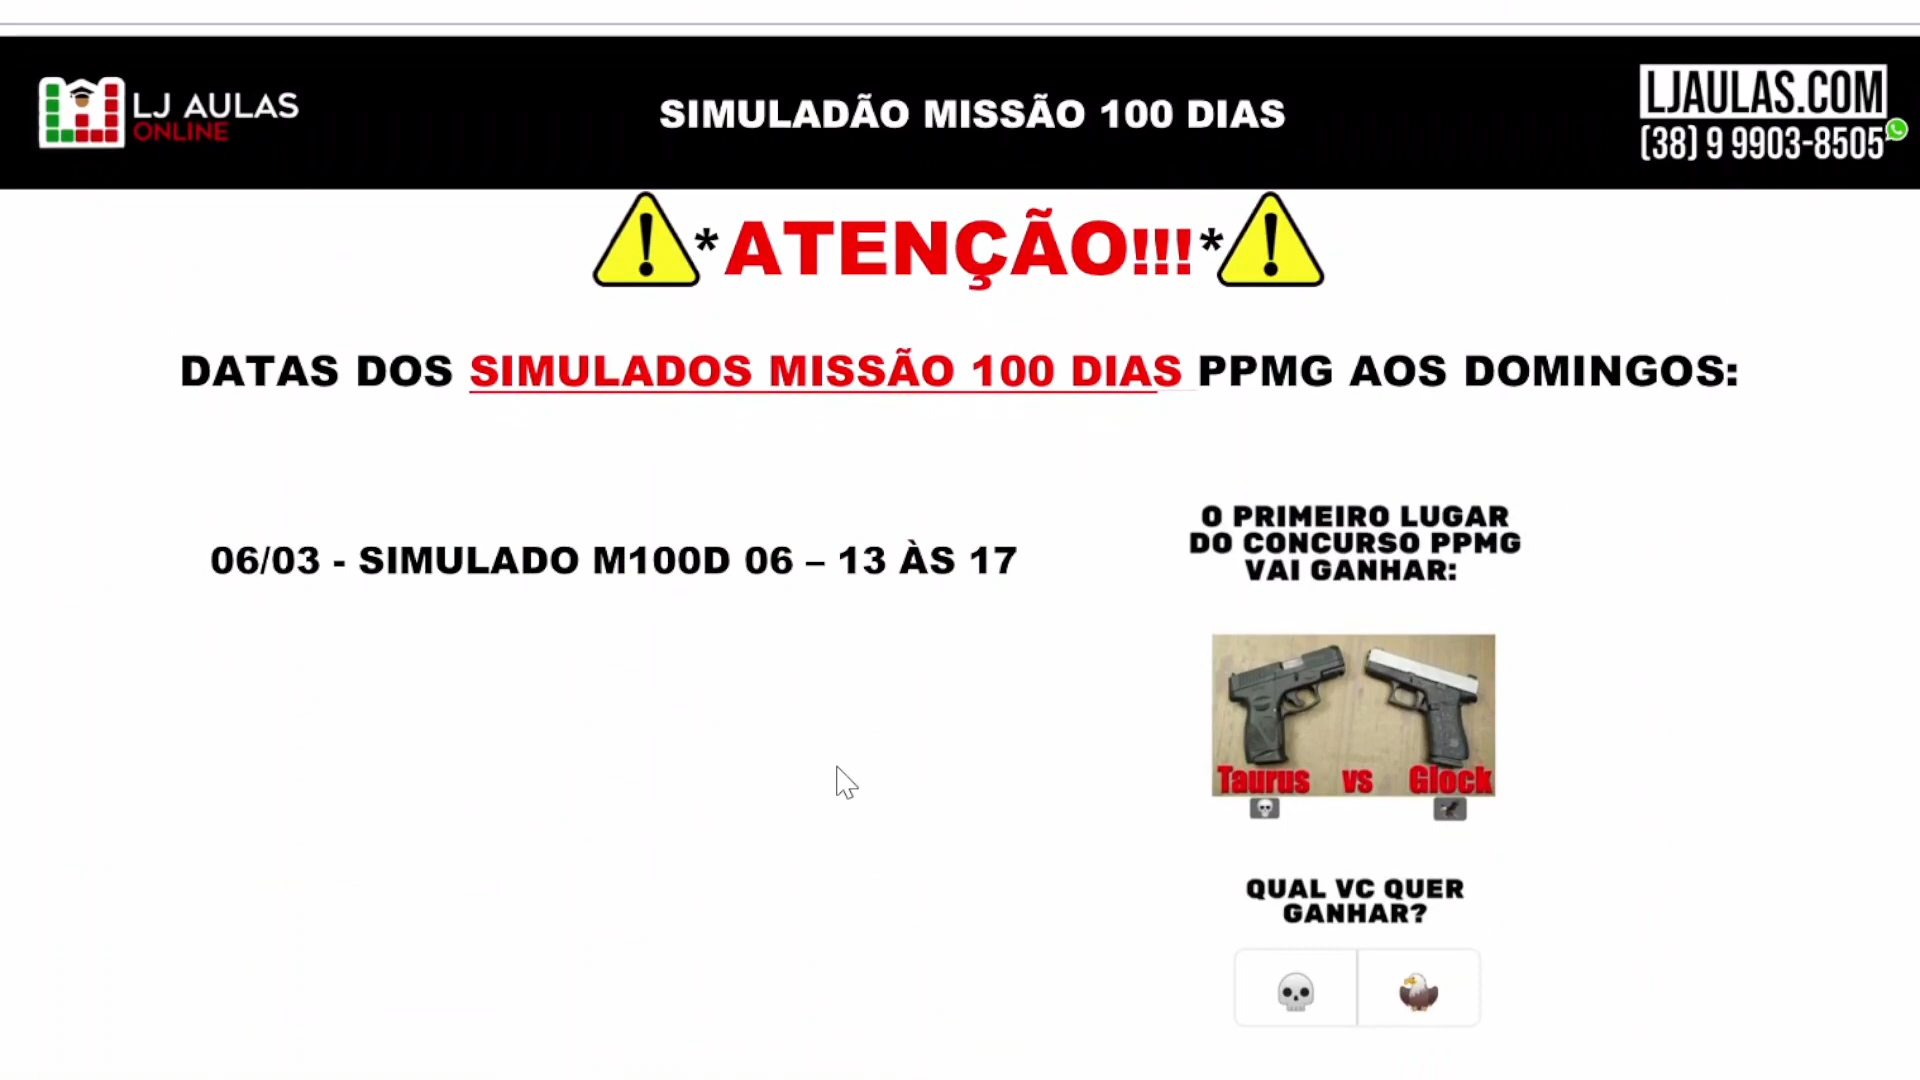 LJ AULAS
ONLINE
SIMULADÃO MISSÃO 100 DIAS
LJAULAS.COM
(38) 9 9903-8505
*ATENÇÃO!!!*
DATAS DOS SIMULADOS MISSÃO 100 DIAS PPMG AOS DOMINGOS:
06/03 - SIMULADO M100D 06 – 13 ÀS 17
O PRIMEIRO LUGAR
DO CONCURSO PPMG
VAI GANHAR:
Taurus vs Glock
QUAL VC QUER
GANHAR?